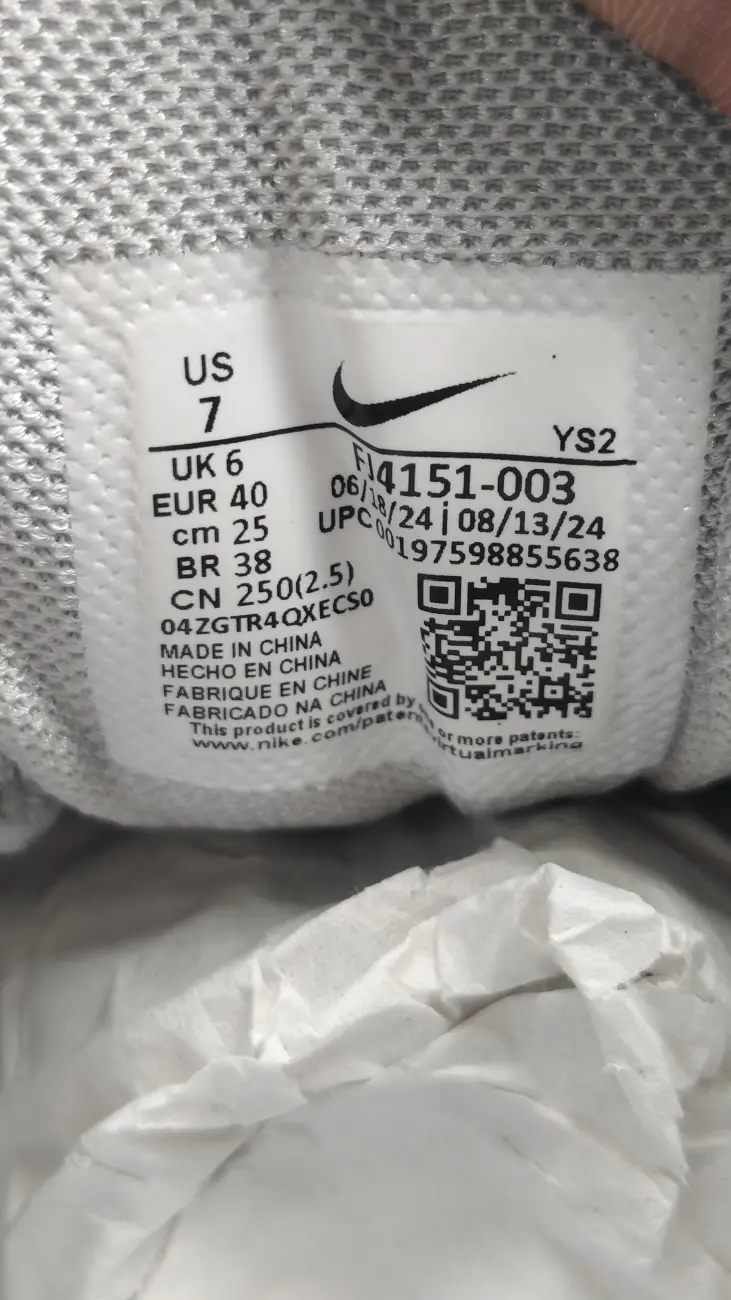 US
7
YS2
UK 6
EUR 40
cm 25
BR 38
CN 250(2.5)
04ZGTR4QXECS0
MADE IN CHINA
HECHO EN CHINA
FABRIQUE EN CHINE
FABRICADO NA CHINA
4151-003
06/18/24 | 08/13/24
UPC 00197598855638
This product is covered by or more patents:
www.nike.com/